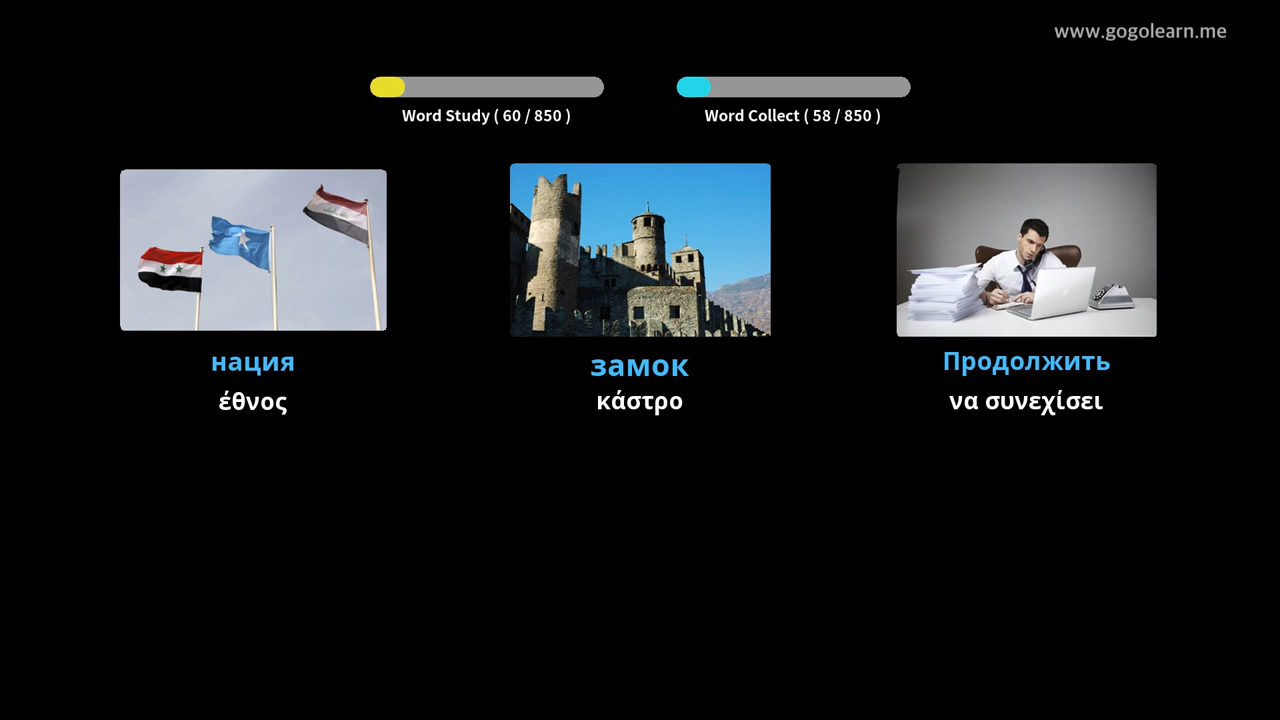 www.gogolearn.me
Word Study ( 60 / 850 )
Word Collect ( 58 / 850 )
нация
замок
Продолжить
έθνος
κάστρο
να συνεχίσει